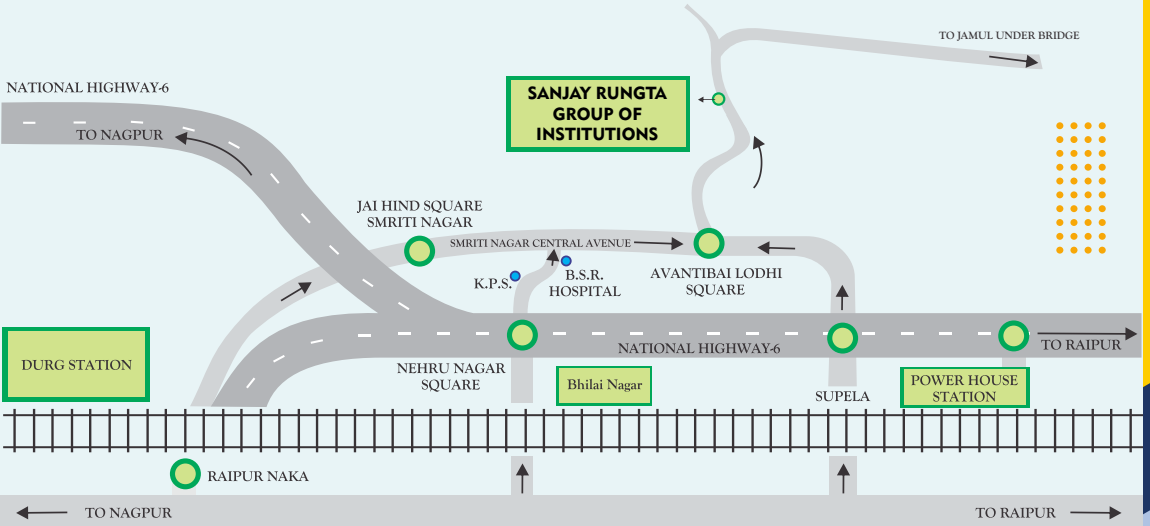 TO JAMUL UNDER BRIDGE
NATIONAL HIGHWAY-6
SANJAY RUNGTA
GROUP OF
INSTITUTIONS
TO NAGPUR
JAI HIND SQUARE
SMRITI NAGAR
SMRITI NAGAR CENTRAL AVENUE
AVANTIBAI LODHI
SQUARE
K.P.S.
B.S.R.
HOSPITAL
NATIONAL HIGHWAY-6
TO RAIPUR
DURG STATION
NEHRU NAGAR
SQUARE
Bhilai Nagar
SUPELA
POWER HOUSE
STATION
RAIPUR NAKA
TO NAGPUR
TO RAIPUR